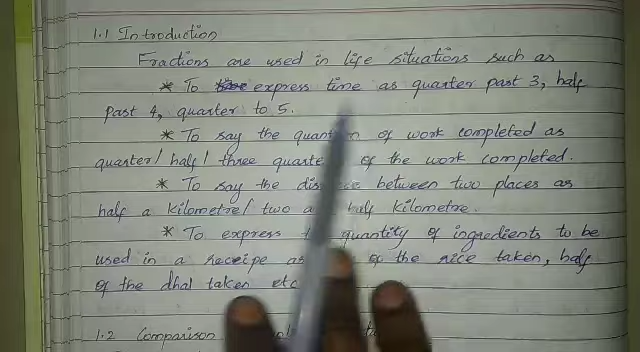 1.1 Introduction
Fractions are used in life situations such as
* To express time as quarter past 3, half
past 4, quarter to 5.
* To say the quan of work completed as
quarter/ half/ three quarte of the work completed.
* To say the dis between two places as
half a kilometre/ two a half kilometre.
* To express quantity of ingredients to be
used in a receipe as of the rice taken, half
of the dhal taken etc
1.2 Comparison